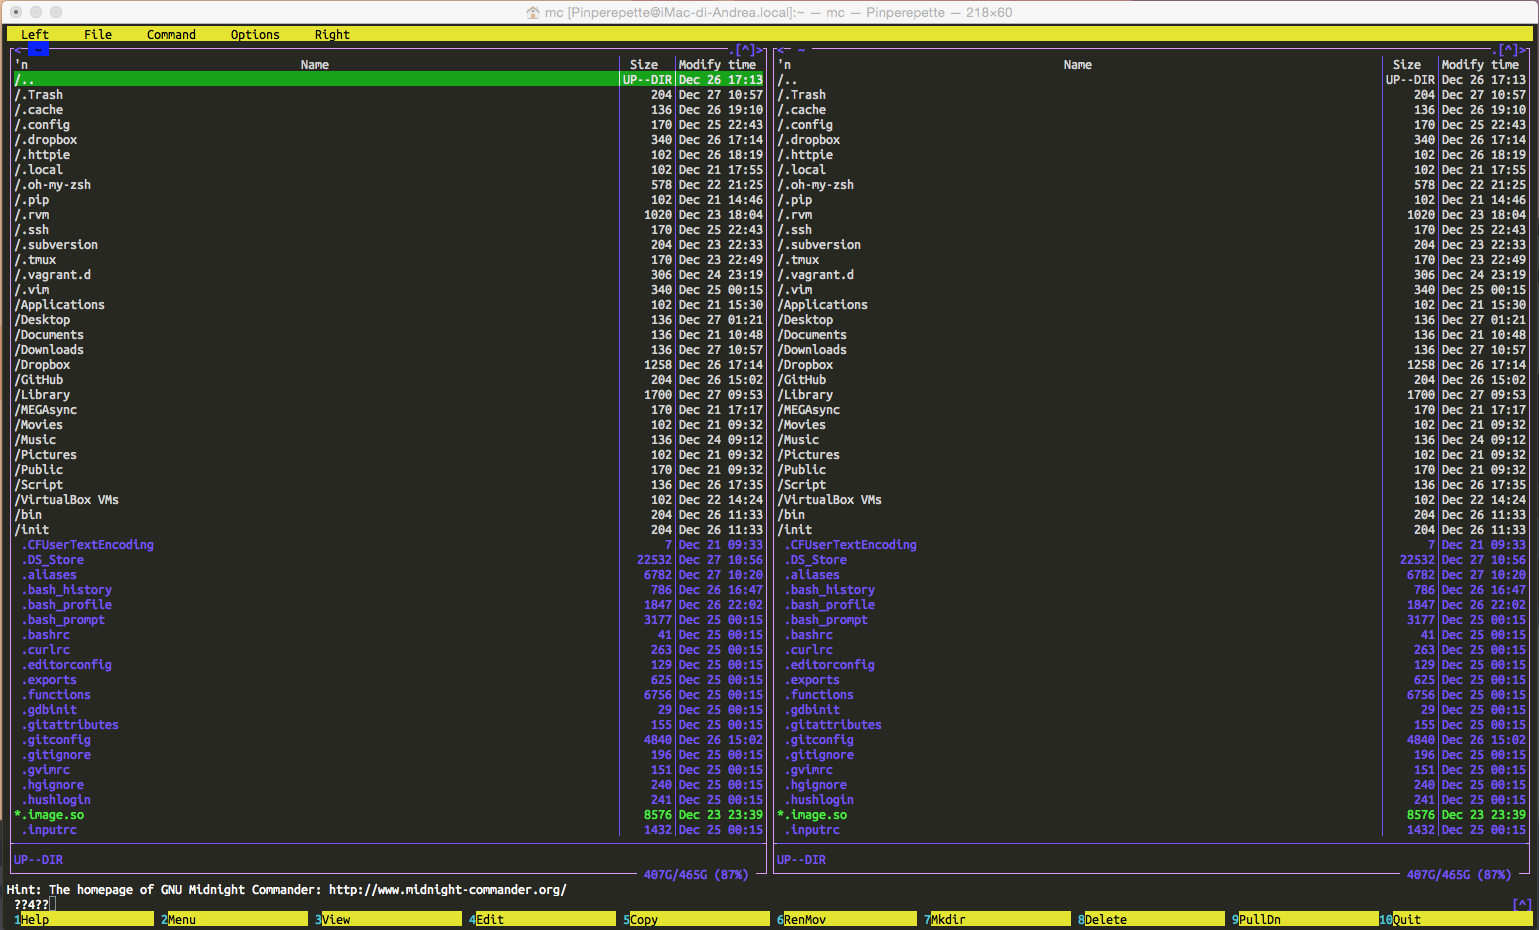 mc [Pinperepette@iMac-di-Andrea.local]:~ — mc — Pinperepette — 218×60
Left File Command Options Right
<─ ~ ─ .[^]> <─ ~ ─ .[^]>
'n Name Size Modify time 'n Name Size Modify time
/.. UP--DIR Dec 26 17:13 /.. UP--DIR Dec 26 17:13
/.Trash 204 Dec 27 10:57 /.Trash 204 Dec 27 10:57
/.cache 136 Dec 26 19:10 /.cache 136 Dec 26 19:10
/.config 170 Dec 25 22:43 /.config 170 Dec 25 22:43
/.dropbox 340 Dec 26 17:14 /.dropbox 340 Dec 26 17:14
/.httpie 102 Dec 26 18:19 /.httpie 102 Dec 26 18:19
/.local 102 Dec 21 17:55 /.local 102 Dec 21 17:55
/.oh-my-zsh 578 Dec 22 21:25 /.oh-my-zsh 578 Dec 22 21:25
/.pip 102 Dec 21 14:46 /.pip 102 Dec 21 14:46
/.rvm 1020 Dec 23 18:04 /.rvm 1020 Dec 23 18:04
/.ssh 170 Dec 25 22:43 /.ssh 170 Dec 25 22:43
/.subversion 204 Dec 23 22:33 /.subversion 204 Dec 23 22:33
/.tmux 170 Dec 23 22:49 /.tmux 170 Dec 23 22:49
/.vagrant.d 306 Dec 24 23:19 /.vagrant.d 306 Dec 24 23:19
/.vim 340 Dec 25 00:15 /.vim 340 Dec 25 00:15
/Applications 102 Dec 21 15:30 /Applications 102 Dec 21 15:30
/Desktop 136 Dec 27 01:21 /Desktop 136 Dec 27 01:21
/Documents 136 Dec 21 10:48 /Documents 136 Dec 21 10:48
/Downloads 136 Dec 27 10:57 /Downloads 136 Dec 27 10:57
/Dropbox 1258 Dec 26 17:14 /Dropbox 1258 Dec 26 17:14
/GitHub 204 Dec 26 15:02 /GitHub 204 Dec 26 15:02
/Library 1700 Dec 27 09:53 /Library 1700 Dec 27 09:53
/MEGAsync 170 Dec 21 17:17 /MEGAsync 170 Dec 21 17:17
/Movies 102 Dec 21 09:32 /Movies 102 Dec 21 09:32
/Music 136 Dec 24 09:12 /Music 136 Dec 24 09:12
/Pictures 102 Dec 21 09:32 /Pictures 102 Dec 21 09:32
/Public 170 Dec 21 09:32 /Public 170 Dec 21 09:32
/Script 136 Dec 26 17:35 /Script 136 Dec 26 17:35
/VirtualBox VMs 102 Dec 22 14:24 /VirtualBox VMs 102 Dec 22 14:24
/bin 204 Dec 26 11:33 /bin 204 Dec 26 11:33
/init 204 Dec 26 11:33 /init 204 Dec 26 11:33
.CFUserTextEncoding 7 Dec 21 09:33 .CFUserTextEncoding 7 Dec 21 09:33
.DS_Store 22532 Dec 27 10:56 .DS_Store 22532 Dec 27 10:56
.aliases 6782 Dec 27 10:20 .aliases 6782 Dec 27 10:20
.bash_history 786 Dec 26 16:47 .bash_history 786 Dec 26 16:47
.bash_profile 1847 Dec 26 22:02 .bash_profile 1847 Dec 26 22:02
.bash_prompt 3177 Dec 25 00:15 .bash_prompt 3177 Dec 25 00:15
.bashrc 41 Dec 25 00:15 .bashrc 41 Dec 25 00:15
.curlrc 263 Dec 25 00:15 .curlrc 263 Dec 25 00:15
.editorconfig 129 Dec 25 00:15 .editorconfig 129 Dec 25 00:15
.exports 625 Dec 25 00:15 .exports 625 Dec 25 00:15
.functions 6756 Dec 25 00:15 .functions 6756 Dec 25 00:15
.gdbinit 29 Dec 25 00:15 .gdbinit 29 Dec 25 00:15
.gitattributes 155 Dec 25 00:15 .gitattributes 155 Dec 25 00:15
.gitconfig 4840 Dec 26 15:02 .gitconfig 4840 Dec 26 15:02
.gitignore 196 Dec 25 00:15 .gitignore 196 Dec 25 00:15
.gvimrc 151 Dec 25 00:15 .gvimrc 151 Dec 25 00:15
.hgignore 240 Dec 25 00:15 .hgignore 240 Dec 25 00:15
.hushlogin 241 Dec 25 00:15 .hushlogin 241 Dec 25 00:15
*.image.so 8576 Dec 23 23:39 *.image.so 8576 Dec 23 23:39
.inputrc 1432 Dec 25 00:15 .inputrc 1432 Dec 25 00:15
UP--DIR UP--DIR
407G/465G (87%) 407G/465G (87%)
Hint: The homepage of GNU Midnight Commander: http://www.midnight-commander.org/
??4?? [^]
1Help 2Menu 3View 4Edit 5Copy 6RenMov 7Mkdir 8Delete 9PullDn 10Quit